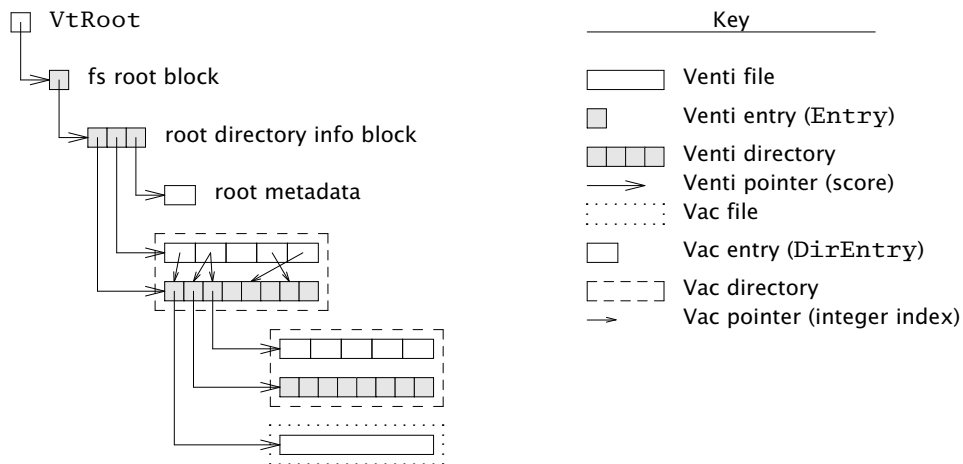 VtRoot
fs root block
root directory info block
root metadata
Key
Venti file
Venti entry (Entry)
Venti directory
Venti pointer (score)
Vac file
Vac entry (DirEntry)
Vac directory
Vac pointer (integer index)